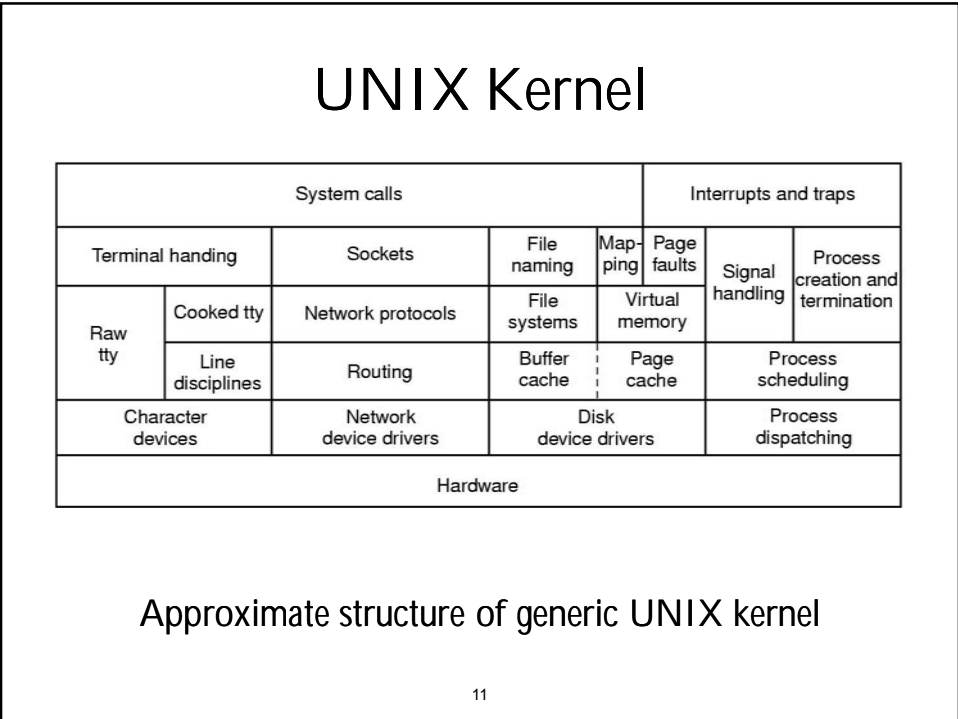 UNIX Kernel
System calls
Interrupts and traps
Terminal handing
Sockets
File
naming
Map-
ping
Page
faults
Signal
handling
Process
creation and
termination
Raw
tty
Cooked tty
Network protocols
File
systems
Virtual
memory
Line
disciplines
Routing
Buffer
cache
Page
cache
Process
scheduling
Character
devices
Network
device drivers
Disk
device drivers
Process
dispatching
Hardware
Approximate structure of generic UNIX kernel
11